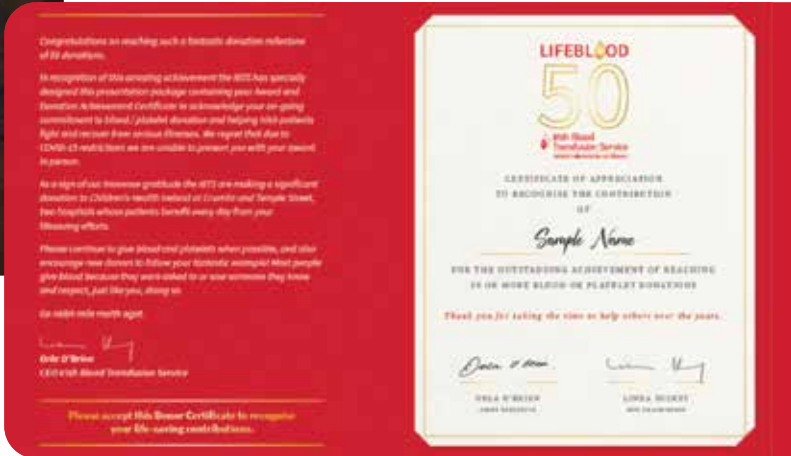 Congratulations on reaching such a fantastic donation milestone
of 50 donations.
In recognition of this amazing achievement the IBTS has specially
designed this presentation package containing your Award and
Donation Achievement Certificate to acknowledge your on-going
commitment to blood / platelet donation and helping Irish patients
fight and recover from serious illnesses. We regret that due to
COVID-19 restrictions we are unable to present you with your award
in person.
As a sign of our immense gratitude the IBTS are making a significant
donation to Children's Health Ireland at Crumlin and Temple Street,
two hospitals whose patients benefit every day from your
lifesaving efforts.
Please continue to give blood and platelets when possible, and also
encourage new donors to follow your fantastic example! Most people
give blood because they were asked to or saw someone they know
and respect, just like you, doing so.
Go raibh míle maith agat.
Orla O'Brien
CEO Irish Blood Transfusion Service
Please accept this Donor Certificate to recognise
your life-saving contributions.
LIFEBLOOD
50
Irish Blood
Transfusion Service
CERTIFICATE OF APPRECIATION
TO RECOGNISE THE CONTRIBUTION
OF
Sample Name
FOR THE OUTSTANDING ACHIEVEMENT OF REACHING
50 OR MORE BLOOD OR PLATELET DONATIONS
Thank you for taking the time to help others over the years.
Orla O'Brien
ORLA O'BRIEN
CHIEF EXECUTIVE
LINDA HICKEY